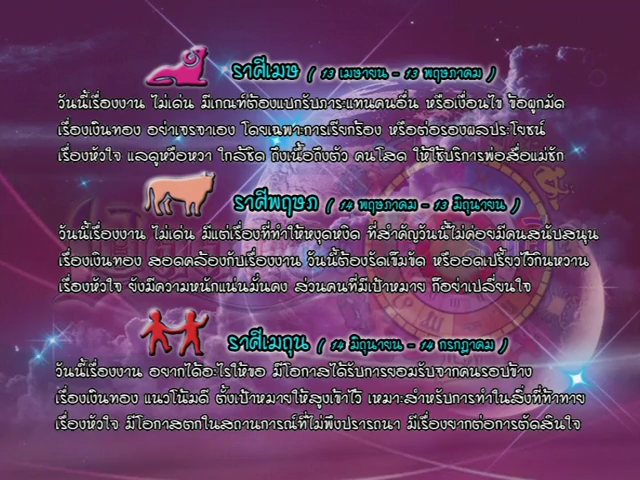 ราศีเมษ ( 13 เมษายน - 13 พฤษภาคม )
วันนี้เรื่องงาน ไม่เด่น มีเกณฑ์ต้องแบกรับภาระแทนคนอื่น หรือเงื่อนไข ข้อผูกมัด
เรื่องเงินทอง อย่าเจรจาเอง โดยเฉพาะการเรียกร้อง หรือต่อรองผลประโยชน์
เรื่องหัวใจ แลดูหวือหวา ใกล้ชิด ถึงเนื้อถึงตัว คนโสด ให้ใช้บริการพ่อสื่อแม่ชัก
ราศีพฤษภ ( 14 พฤษภาคม - 13 มิถุนายน )
วันนี้เรื่องงาน ไม่เด่น มีแต่เรื่องที่ทำให้หงุดหงิด ที่สำคัญวันนี้ไม่ค่อยมีคนสนับสนุน
เรื่องเงินทอง สอดคล้องกับเรื่องงาน วันนี้ต้องรัดเข็มขัด หรืออดเปรี้ยวไว้กินหวาน
เรื่องหัวใจ ยังมีความหนักแน่นมั่นคง ส่วนคนที่มีเป้าหมาย ก็อย่าเปลี่ยนใจ
ราศีเมถุน ( 14 มิถุนายน - 14 กรกฎาคม )
วันนี้เรื่องงาน อยากได้อะไรให้ขอ มีโอกาสได้รับการยอมรับจากคนรอบข้าง
เรื่องเงินทอง แนวโน้มดี ตั้งเป้าหมายให้สูงเข้าไว้ เหมาะสำหรับการทำในสิ่งที่ท้าทาย
เรื่องหัวใจ มีโอกาสตกในสถานการณ์ที่ไม่พึงปรารถนา มีเรื่องยากต่อการตัดสินใจ